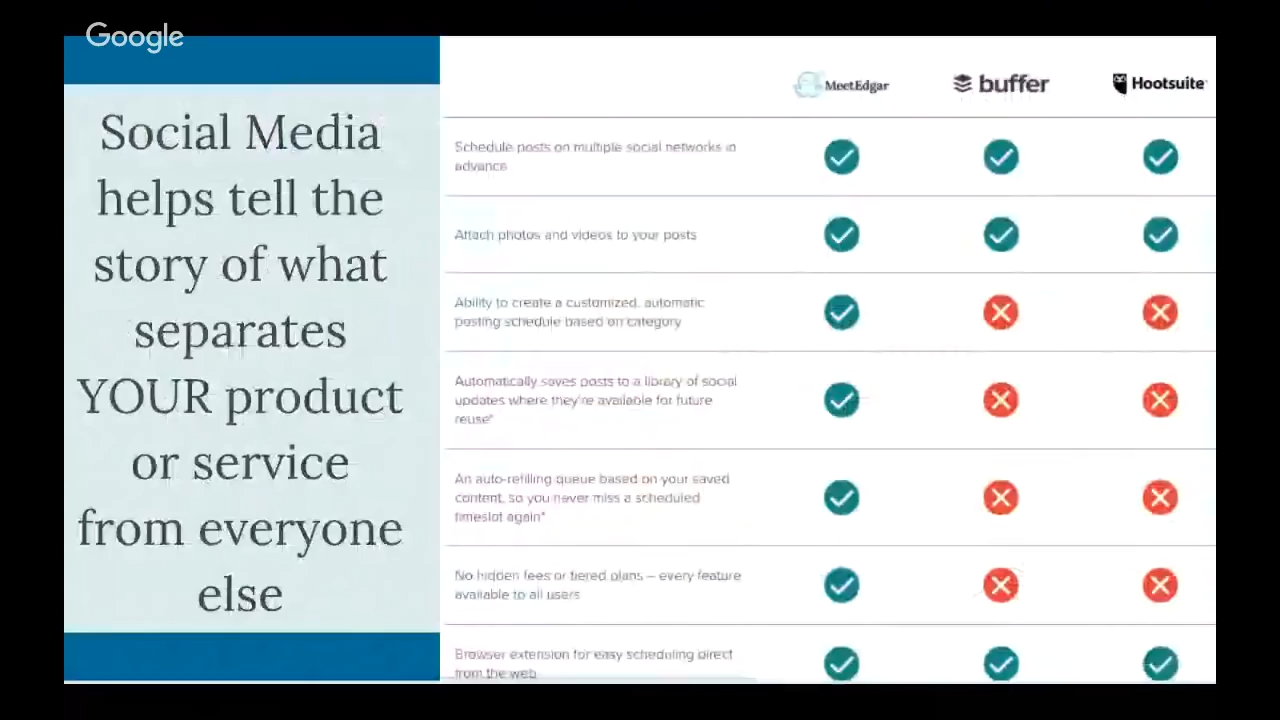 Google
Social Media
helps tell the
story of what
separates
YOUR product
or service
from everyone
else
MeetEdgar
buffer
Hootsuite
Schedule posts on multiple social networks in
advance
Attach photos and videos to your posts
Ability to create a customized, automatic
posting schedule based on category
Automatically saves posts to a library of social
updates where they're available for future
reuse*
An auto-refilling queue based on your saved
content, so you never miss a scheduled
timeslot again*
No hidden fees or tiered plans – every feature
available to all users
Browser extension for easy scheduling direct
from the web